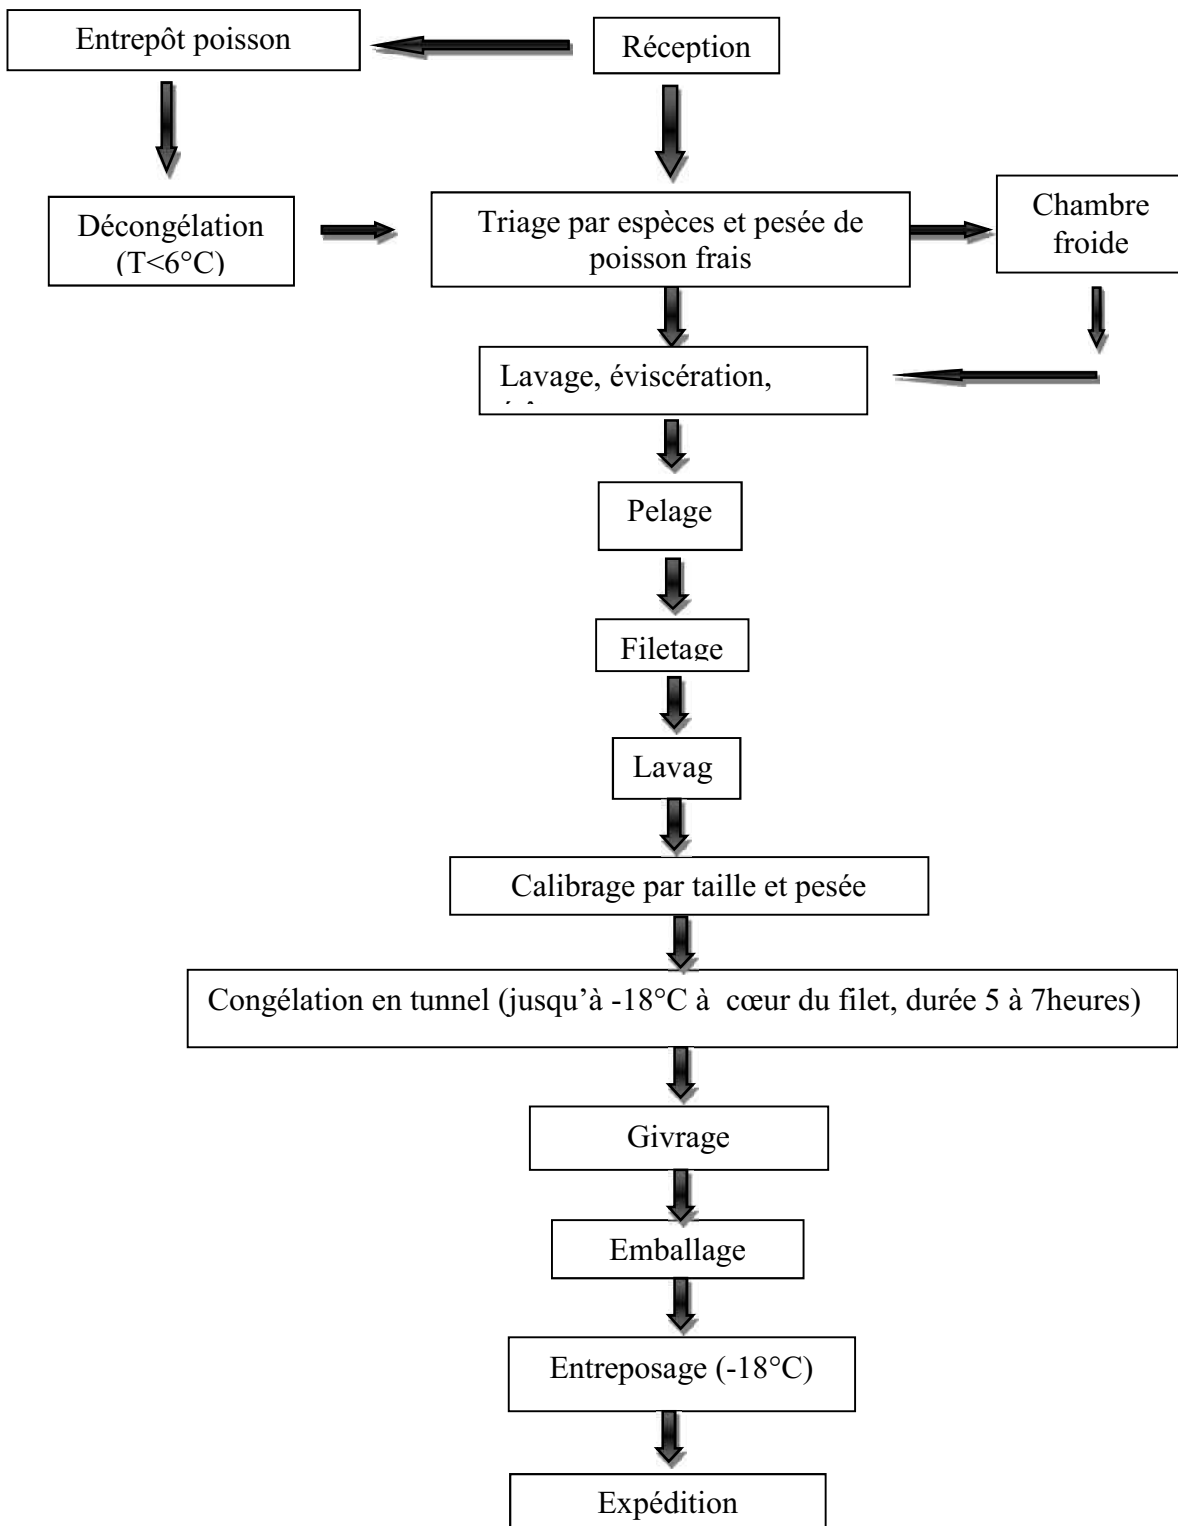 Entrepôt poisson
Réception
Décongélation
(T<6°C)
Triage par espèces et pesée de
poisson frais
Chambre
froide
Lavage, éviscération,
Pelage
Filetage
Lavag
Calibrage par taille et pesée
Congélation en tunnel (jusqu’à -18°C à cœur du filet, durée 5 à 7heures)
Givrage
Emballage
Entreposage (-18°C)
Expédition